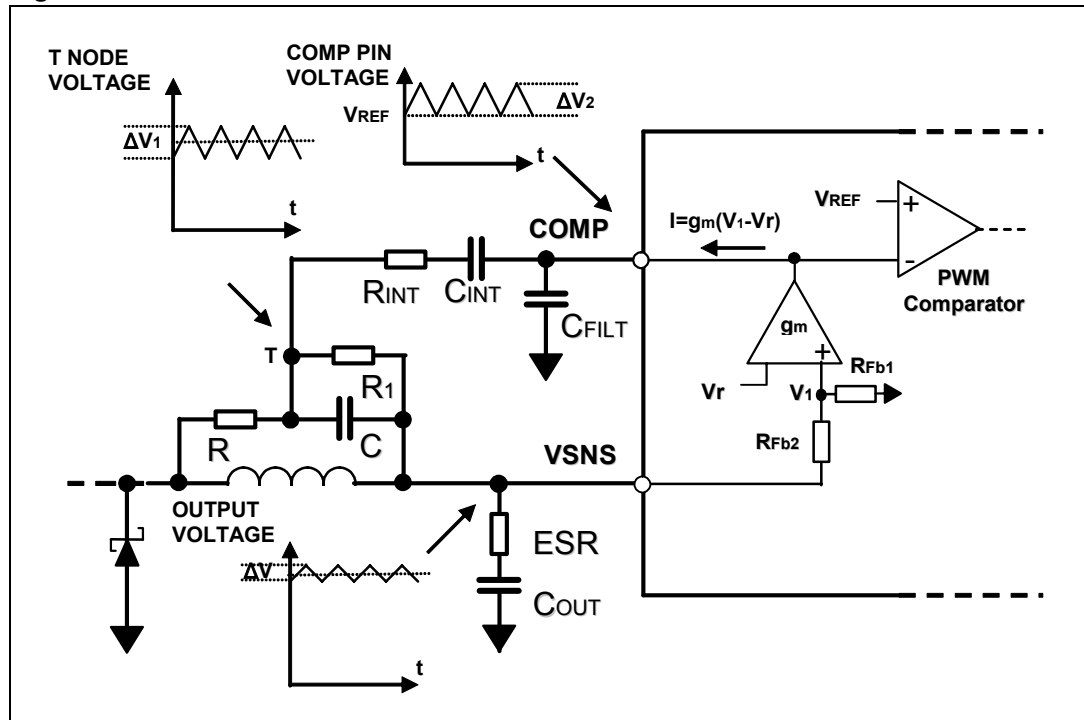 T NODE
VOLTAGE
ΔV1
t
COMP PIN
VOLTAGE
VREF
ΔV2
t
COMP
I=gm(V1-Vr)
VREF
+
-
PWM
Comparator
gm
+
Vr
V1
RFb1
RFb2
RINT
CINT
CFILT
T
R1
R
C
VSNS
OUTPUT
VOLTAGE
ΔV
t
ESR
COUT